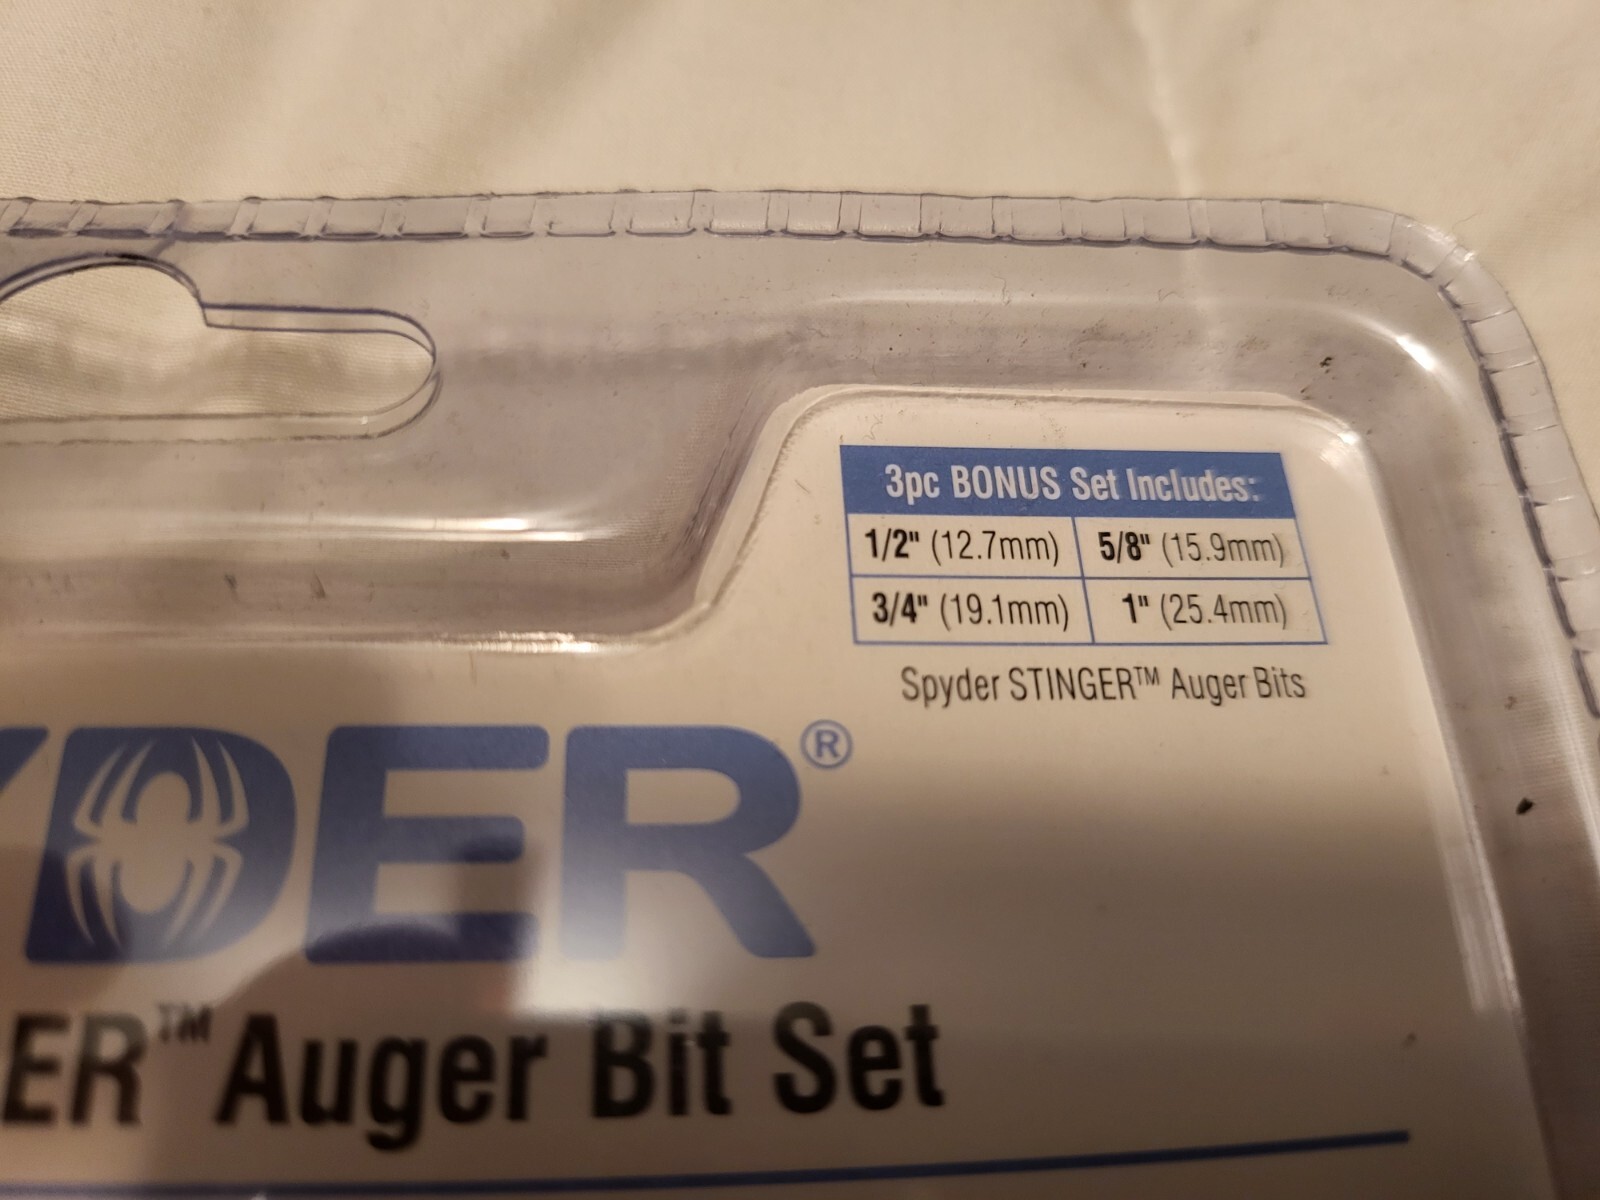 3pc BONUS Set Includes:
1/2" (12.7mm) 5/8" (15.9mm)
3/4" (19.1mm) 1" (25.4mm)
Spyder STINGER™ Auger Bits
YDER®
ER™ Auger Bit Set